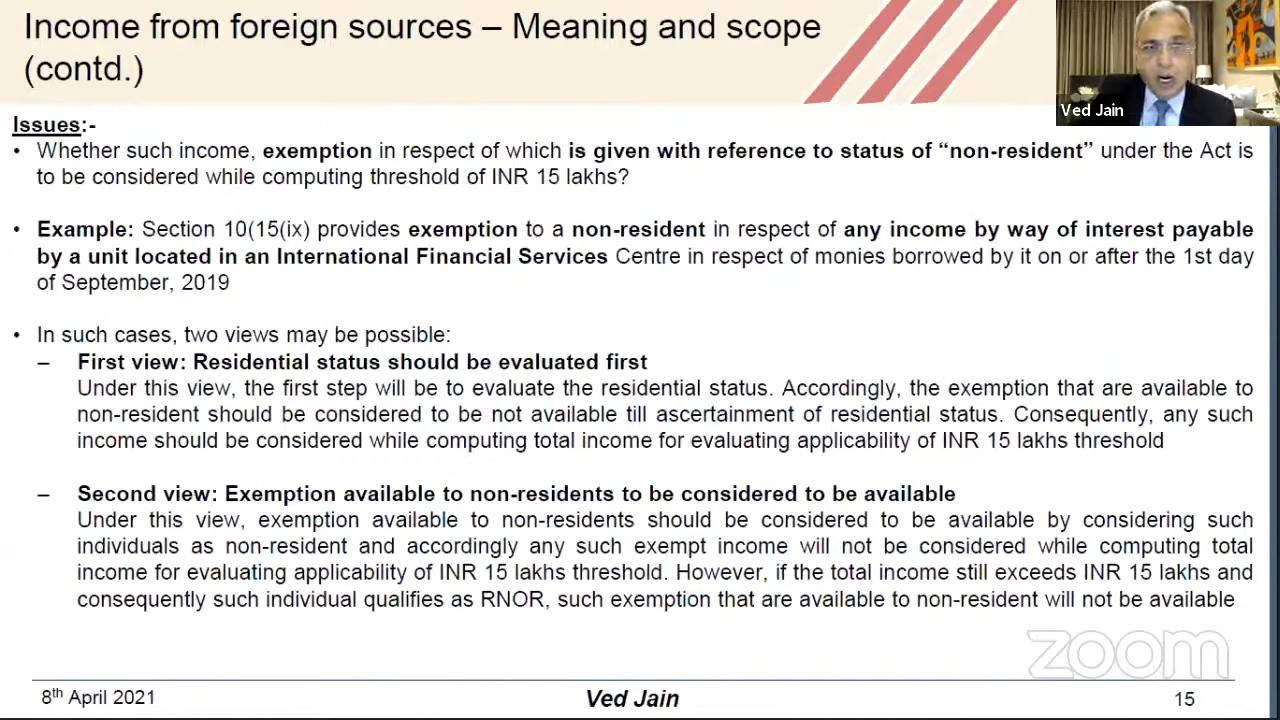 Income from foreign sources – Meaning and scope
(contd.)
Ved Jain
Issues:-
• Whether such income, exemption in respect of which is given with reference to status of “non-resident” under the Act is
to be considered while computing threshold of INR 15 lakhs?
• Example: Section 10(15(ix) provides exemption to a non-resident in respect of any income by way of interest payable
by a unit located in an International Financial Services Centre in respect of monies borrowed by it on or after the 1st day
of September, 2019
• In such cases, two views may be possible:
– First view: Residential status should be evaluated first
Under this view, the first step will be to evaluate the residential status. Accordingly, the exemption that are available to
non-resident should be considered to be not available till ascertainment of residential status. Consequently, any such
income should be considered while computing total income for evaluating applicability of INR 15 lakhs threshold
– Second view: Exemption available to non-residents to be considered to be available
Under this view, exemption available to non-residents should be considered to be available by considering such
individuals as non-resident and accordingly any such exempt income will not be considered while computing total
income for evaluating applicability of INR 15 lakhs threshold. However, if the total income still exceeds INR 15 lakhs and
consequently such individual qualifies as RNOR, such exemption that are available to non-resident will not be available
zoom
8th April 2021
Ved Jain
15